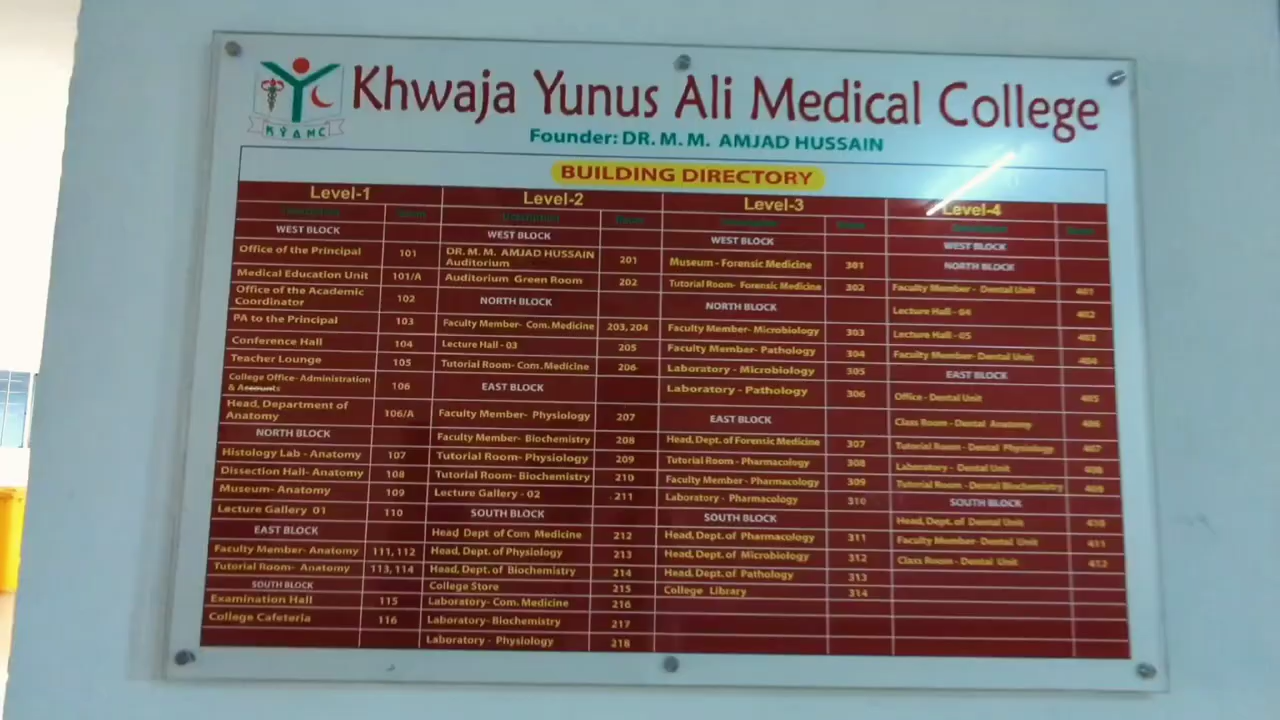 KYAMC
Khwaja Yunus Ali Medical College
Founder: DR. M. M. AMJAD HUSSAIN
BUILDING DIRECTORY
Level-1
Description Room
WEST BLOCK
Office of the Principal 101
Medical Education Unit 101/A
Office of the Academic
Coordinator 102
PA to the Principal 103
Conference Hall 104
Teacher Lounge 105
College Office- Administration
& Accounts 106
Head, Department of
Anatomy 106/A
NORTH BLOCK
Histology Lab - Anatomy 107
Dissection Hall- Anatomy 108
Museum- Anatomy 109
Lecture Gallery 01 110
EAST BLOCK
Faculty Member- Anatomy 111, 112
Tutorial Room- Anatomy 113, 114
SOUTH BLOCK
Examination Hall 115
College Cafeteria 116
Level-2
Description Room
WEST BLOCK
DR. M. M. AMJAD HUSSAIN
Auditorium 201
Auditorium Green Room 202
NORTH BLOCK
Faculty Member- Com. Medicine 203, 204
Lecture Hall - 03 205
Tutorial Room- Com. Medicine 206
EAST BLOCK
Faculty Member- Physiology 207
Faculty Member- Biochemistry 208
Tutorial Room- Physiology 209
Tutorial Room- Biochemistry 210
Lecture Gallery - 02 211
SOUTH BLOCK
Head Dept of Com Medicine 212
Head, Dept. of Physiology 213
Head, Dept. of Biochemistry 214
College Store 215
Laboratory- Com. Medicine 216
Laboratory- Biochemistry 217
Laboratory - Physiology 218
Level-3
Description Room
WEST BLOCK
Museum - Forensic Medicine 301
Tutorial Room- Forensic Medicine 302
NORTH BLOCK
Faculty Member- Microbiology 303
Faculty Member- Pathology 304
Laboratory - Microbiology 305
Laboratory - Pathology 306
EAST BLOCK
Head, Dept. of Forensic Medicine 307
Tutorial Room - Pharmacology 308
Faculty Member - Pharmacology 309
Laboratory - Pharmacology 310
SOUTH BLOCK
Head, Dept. of Pharmacology 311
Head, Dept. of Microbiology 312
Head, Dept. of Pathology 313
College Library 314
Level-4
Description Room
WEST BLOCK
NORTH BLOCK
Faculty Member - Dental Unit 401
Lecture Hall - 04 402
Lecture Hall - 05 403
Faculty Member- Dental Unit 404
EAST BLOCK
Office - Dental Unit 405
Class Room - Dental Anatomy 406
Tutorial Room - Dental Physiology 407
Laboratory - Dental Unit 408
Tutorial Room - Dental Biochemistry 409
SOUTH BLOCK
Head, Dept. of Dental Unit 410
Faculty Member- Dental Unit 411
Class Room - Dental Unit 412